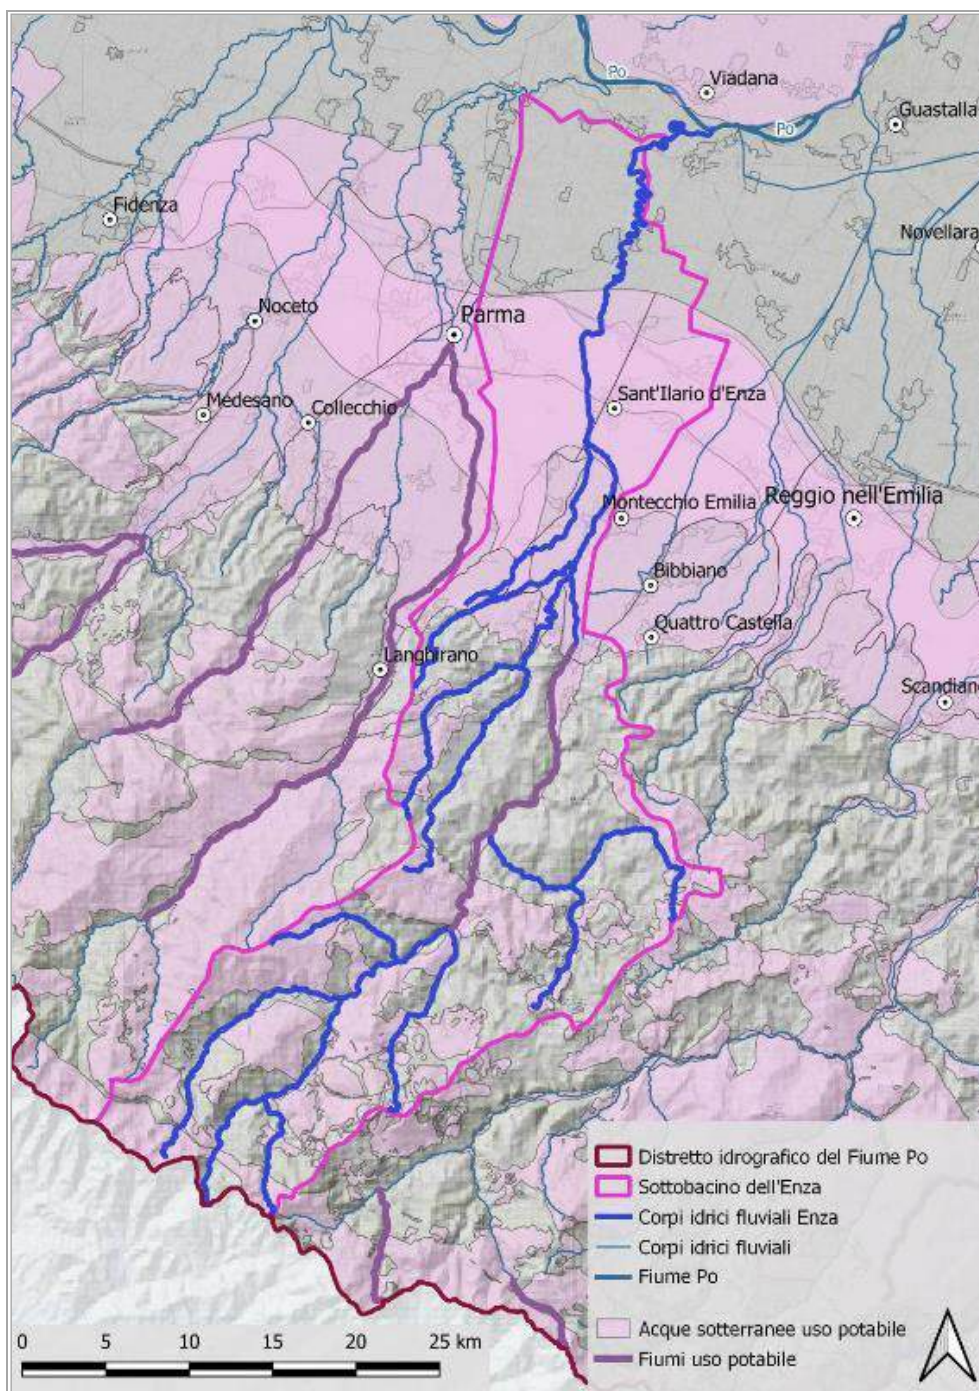 Po
Viadana
Guastalla
Po
Fidenza
Novellara
Noceto
Parma
Medesano
Collecchio
Sant'Ilario d'Enza
Montecchio Emilia
Reggio nell'Emilia
Bibbiano
Quattro Castella
Langhirano
Scandiano
Distretto idrografico del Fiume Po
Sottobacino dell'Enza
Corpi idrici fluviali Enza
Corpi idrici fluviali
Fiume Po
Acque sotterranee uso potabile
Fiumi uso potabile
0 5 10 15 20 25 km